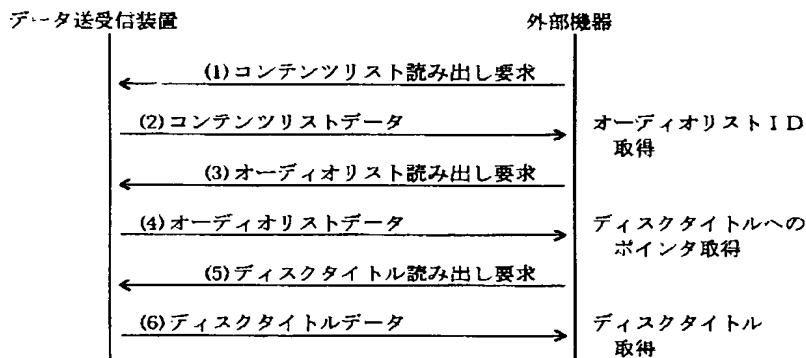 データ送受信装置
外部機器
(1)コンテンツリスト読み出し要求
(2)コンテンツリストデータ
オーディオリストID
取得
(3)オーディオリスト読み出し要求
(4)オーディオリストデータ
ディスクタイトルへの
ポインタ取得
(5)ディスクタイトル読み出し要求
(6)ディスクタイトルデータ
ディスクタイトル
取得